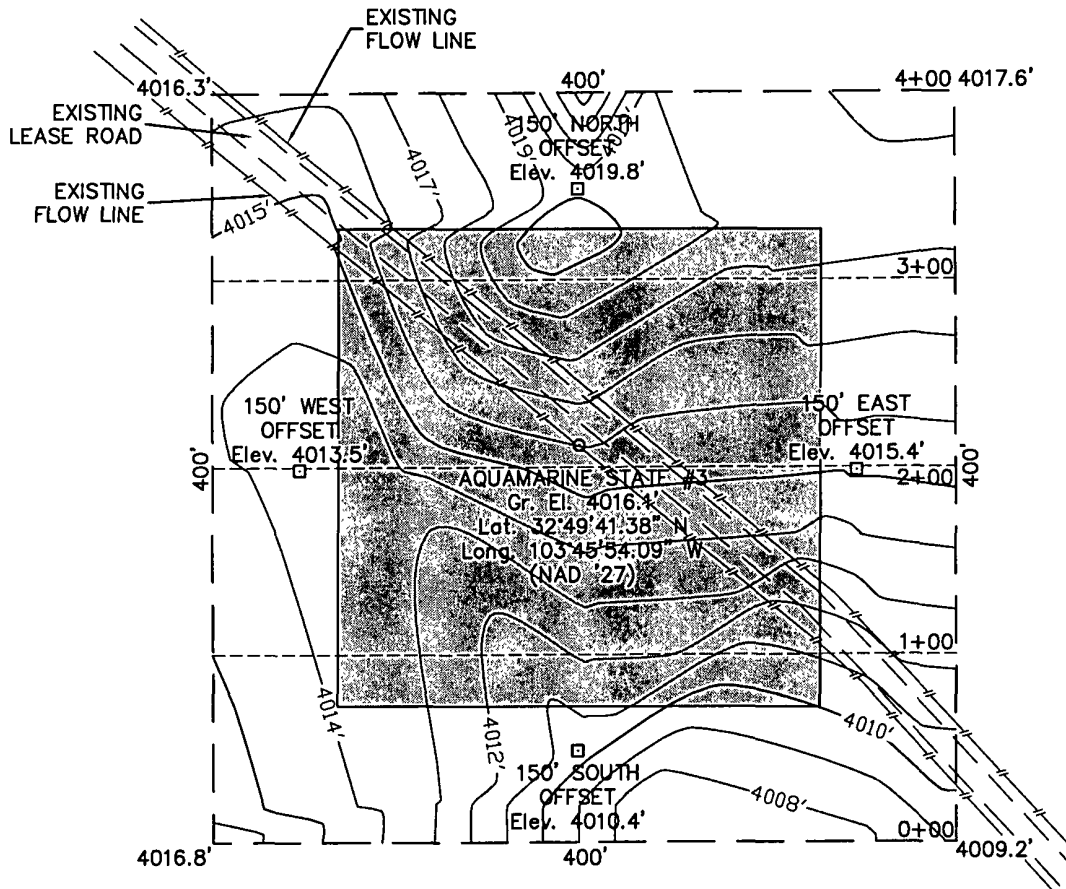 EXISTING
FLOW LINE
4016.3'
400'
4+00 4017.6'
EXISTING
LEASE ROAD
150' NORTH
OFFSET
Elev. 4019.8'
4019'
4017'
EXISTING
FLOW LINE
4015'
3+00
150' WEST
OFFSET
Elev. 4013.5'
150' EAST
OFFSET
Elev. 4015.4'
400'
2+00
400'
AQUAMARINE STATE #3
Gr. El. 4016.1'
Lat. 32°49'41.38" N
Long. 103°45'54.09" W
(NAD '27)
1+00
4014'
4012'
4010'
150' SOUTH
OFFSET
Elev. 4010.4'
4008'
0+00
4016.8'
400'
4009.2'